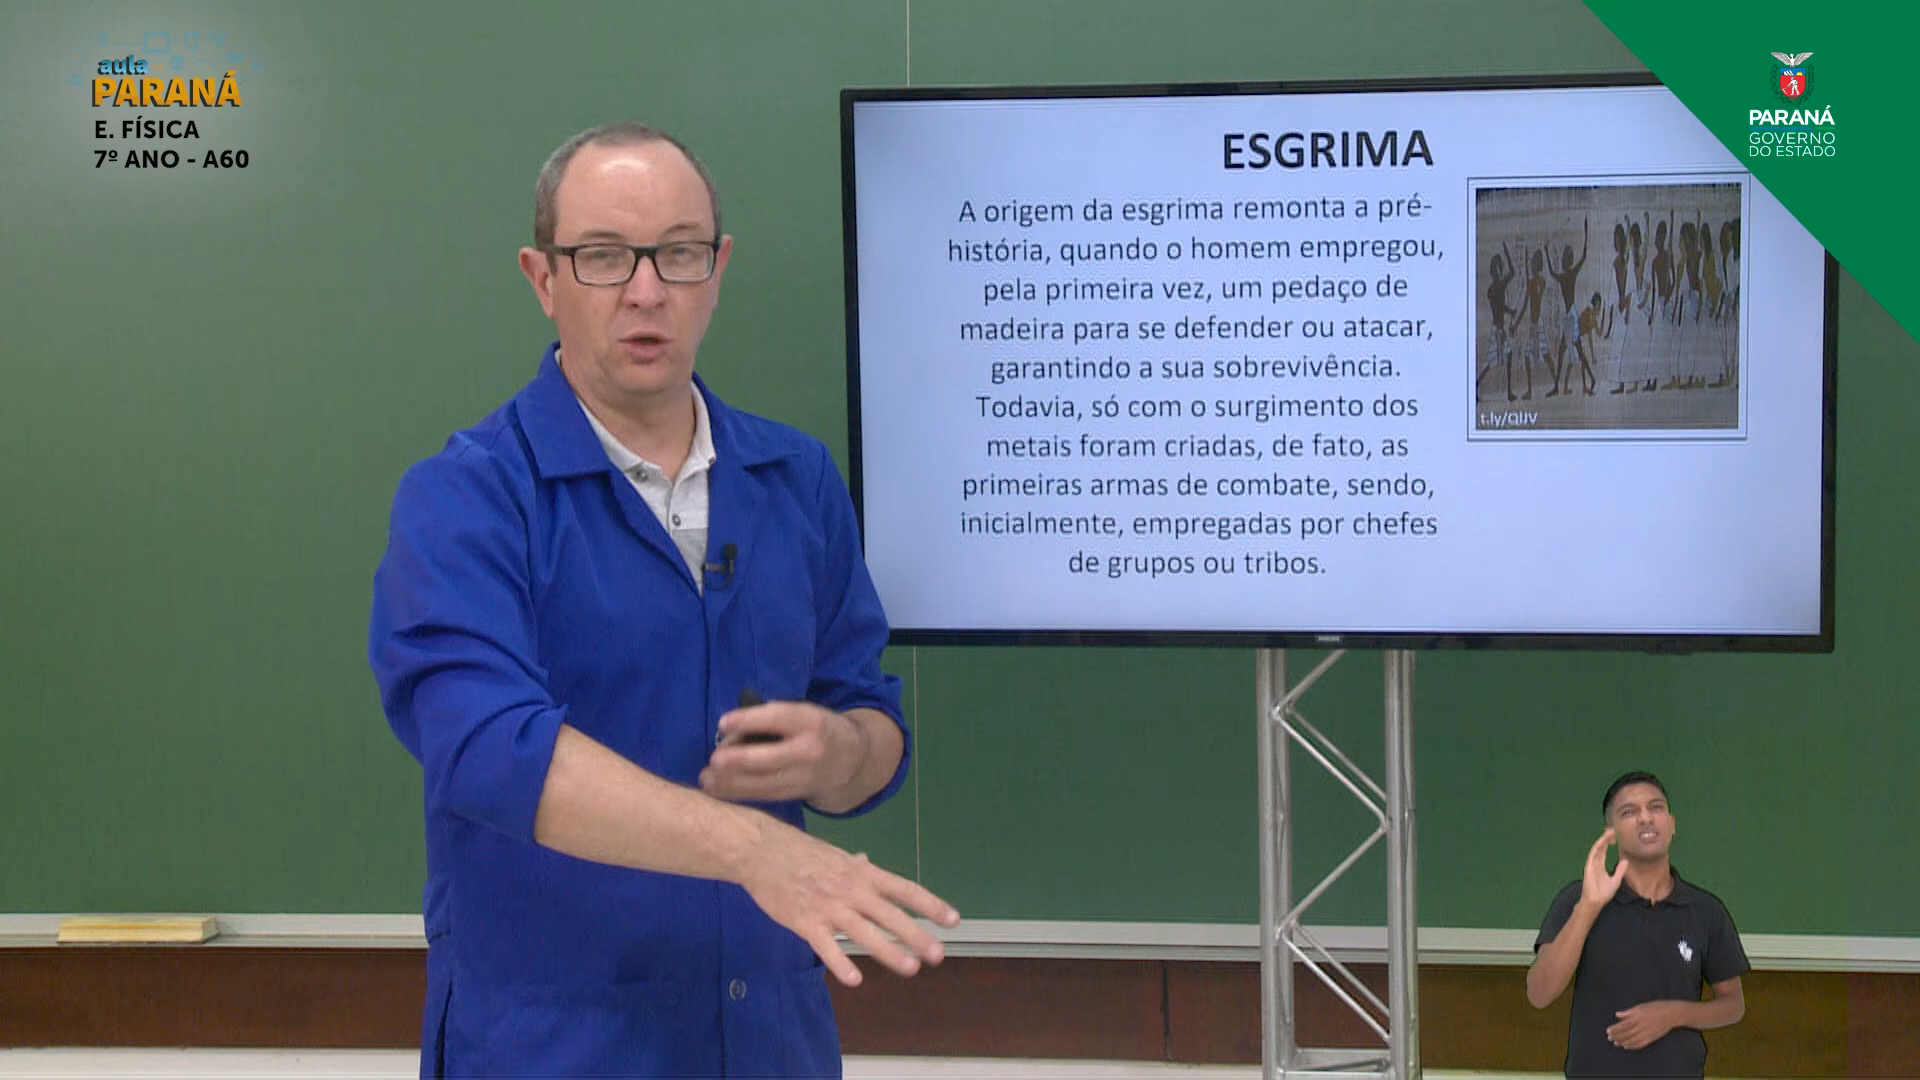 aula
PARANÁ
E. FÍSICA
7º ANO - A60
ESGRIMA
A origem da esgrima remonta a pré-
história, quando o homem empregou,
pela primeira vez, um pedaço de
madeira para se defender ou atacar,
garantindo a sua sobrevivência.
Todavia, só com o surgimento dos
metais foram criadas, de fato, as
primeiras armas de combate, sendo,
inicialmente, empregadas por chefes
de grupos ou tribos.
PARANÁ
GOVERNO
DO ESTADO